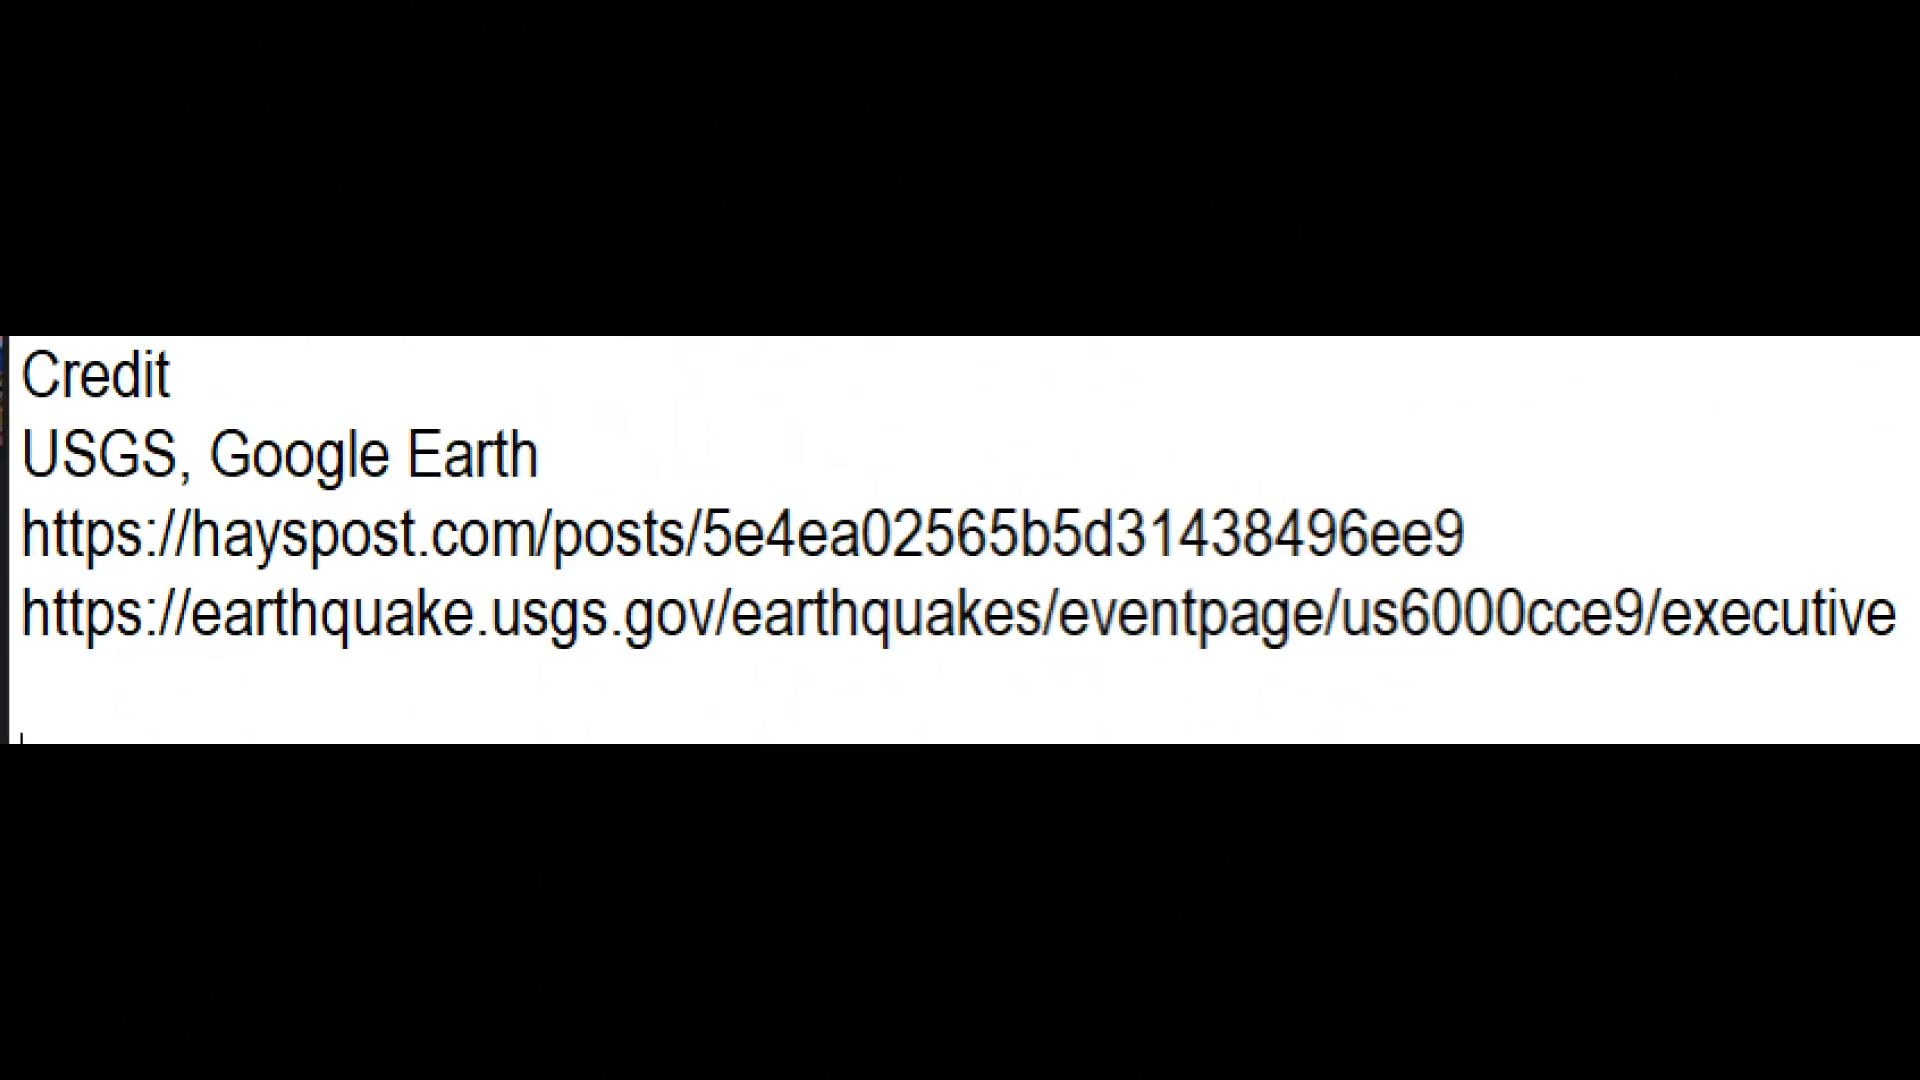 Credit
USGS, Google Earth
https://hayspost.com/posts/5e4ea02565b5d31438496ee9
https://earthquake.usgs.gov/earthquakes/eventpage/us6000cce9/executive